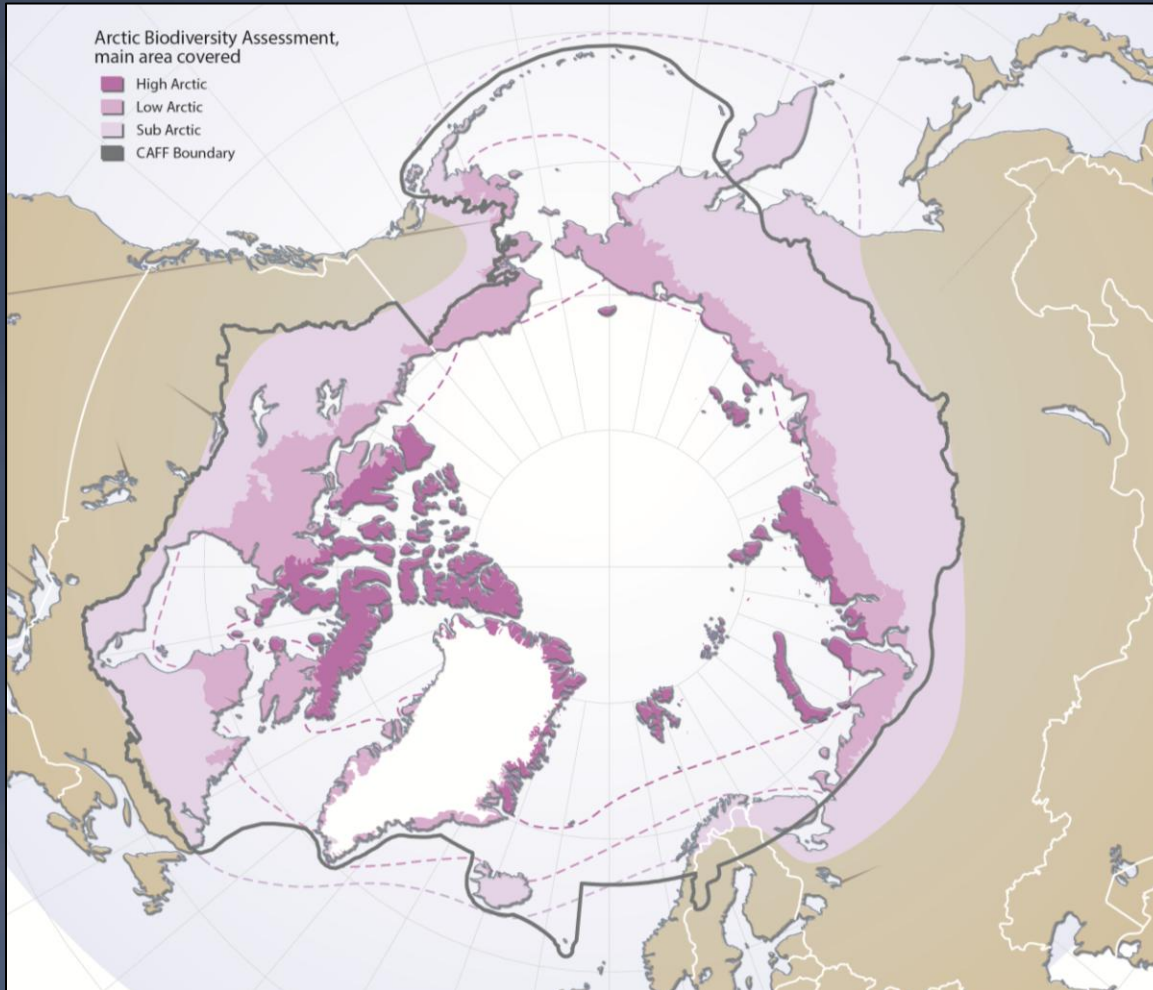 Arctic Biodiversity Assessment,
main area covered
High Arctic
Low Arctic
Sub Arctic
CAFF Boundary